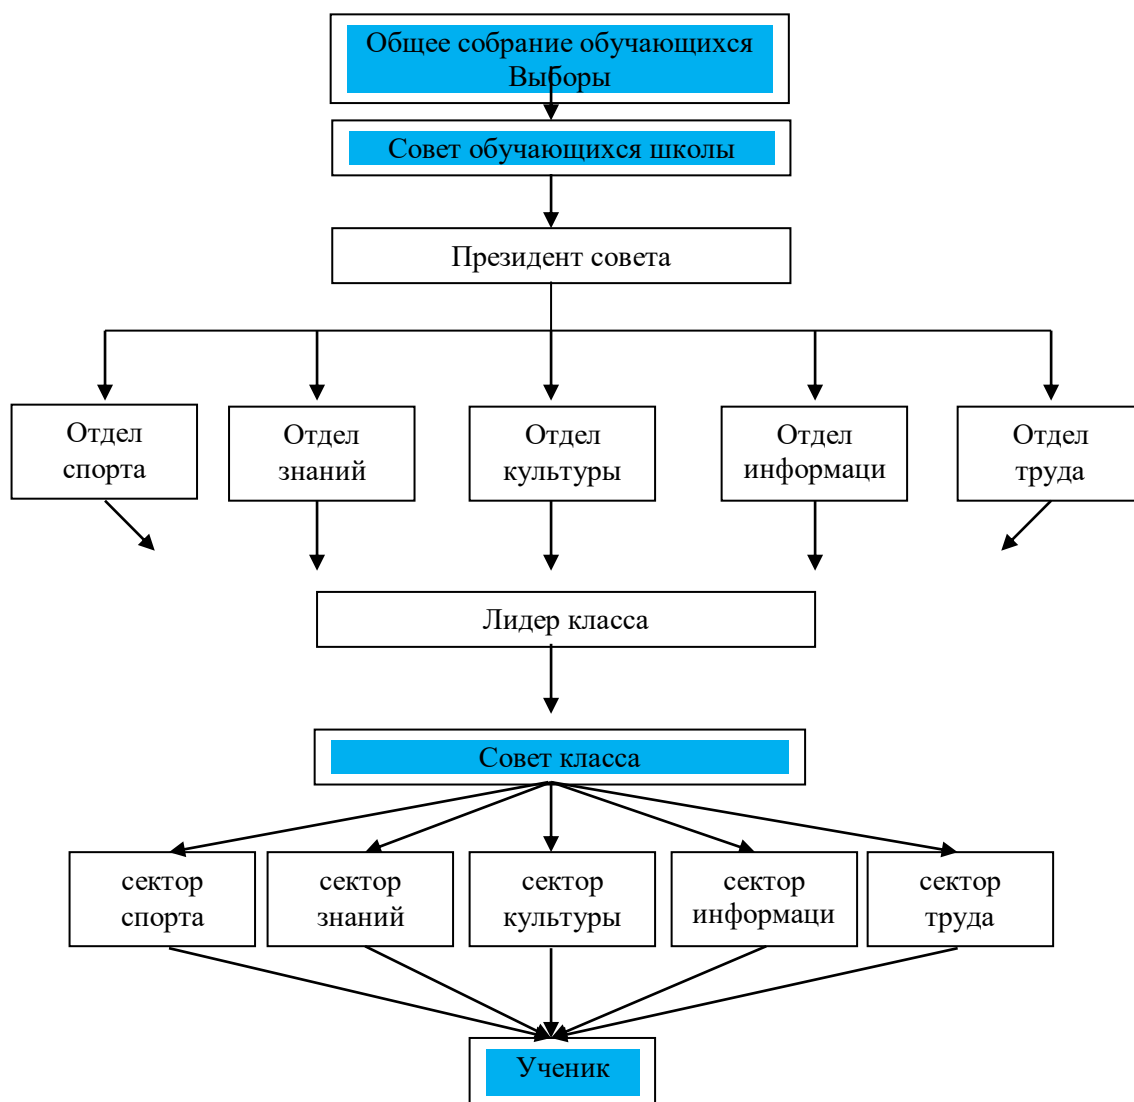 Общее собрание обучающихся
Выборы
Совет обучающихся школы
Президент совета
Отдел
спорта
Отдел
знаний
Отдел
культуры
Отдел
информаци
Отдел
труда
Лидер класса
Совет класса
сектор
спорта
сектор
знаний
сектор
культуры
сектор
информаци
сектор
труда
Ученик